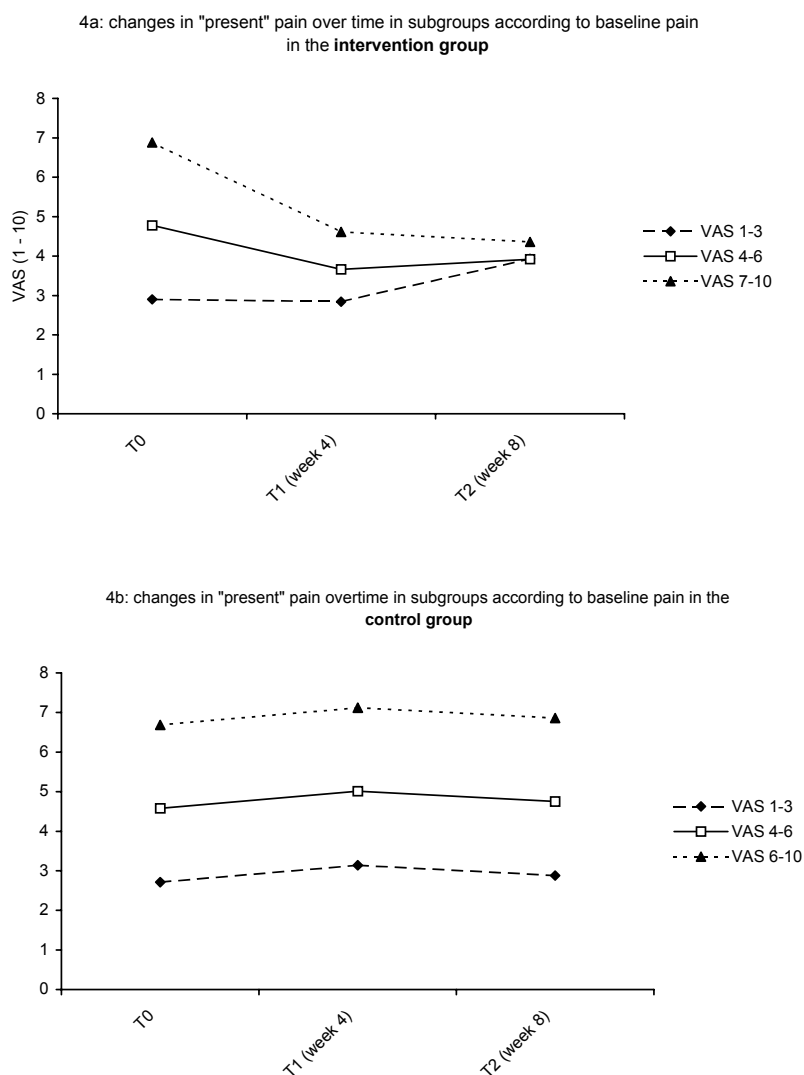 4a: changes in "present" pain over time in subgroups according to baseline pain
in the intervention group
8
7
6
5
4
3
2
1
0
VAS (1 - 10)
T0
T1 (week 4)
T2 (week 8)
VAS 1-3
VAS 4-6
VAS 7-10
4b: changes in "present" pain overtime in subgroups according to baseline pain in the
control group
8
7
6
5
4
3
2
1
0
T0
T1 (week 4)
T2 (week 8)
VAS 1-3
VAS 4-6
VAS 6-10